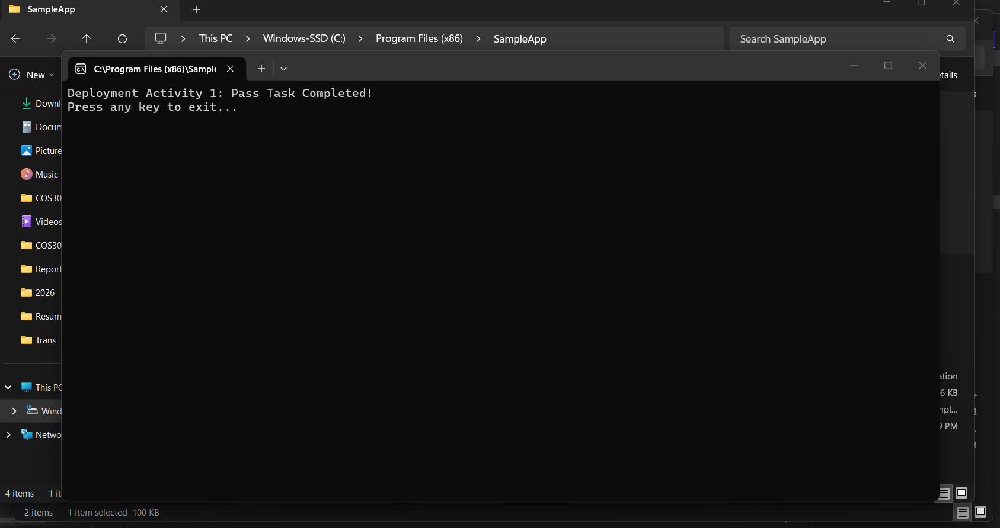 SampleApp
This PC > Windows-SSD (C:) > Program Files (x86) > SampleApp
Search SampleApp
New
C:\Program Files (x86)\Sampl
Deployment Activity 1: Pass Task Completed!
Press any key to exit...
Downl
Docum
Picture
Music
COS30
Videos
COS30
Report
2026
Resum
Trans
This PC
Wind
Netwo
etails
ation
6 KB
mpl...
9 PM
4 items | 1 it
2 items | 1 item selected 100 KB |